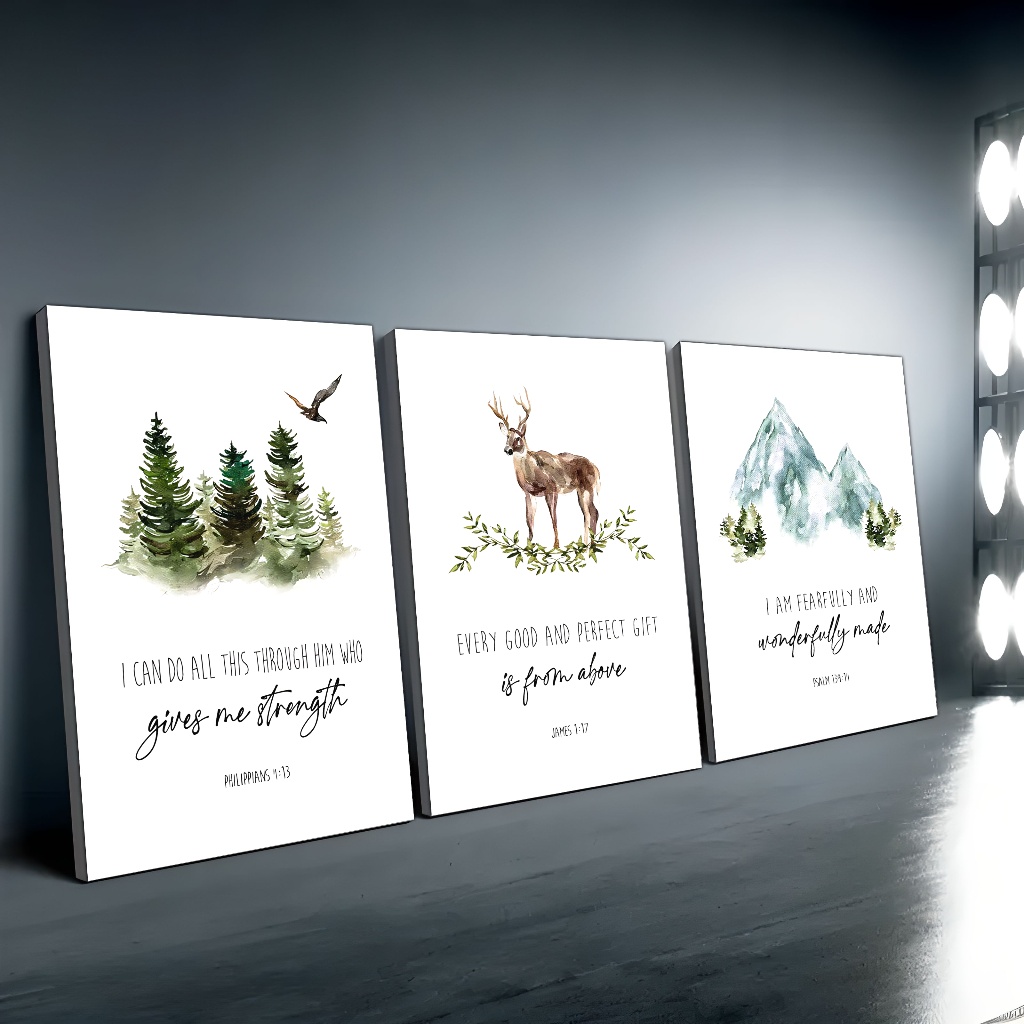 I CAN DO ALL THIS THROUGH HIM WHO
gives me strength
PHILIPPIANS 4:13
EVERY GOOD AND PERFECT GIFT
is from above
JAMES 1:17
I AM FEARFULLY AND
wonderfully made
PSALM